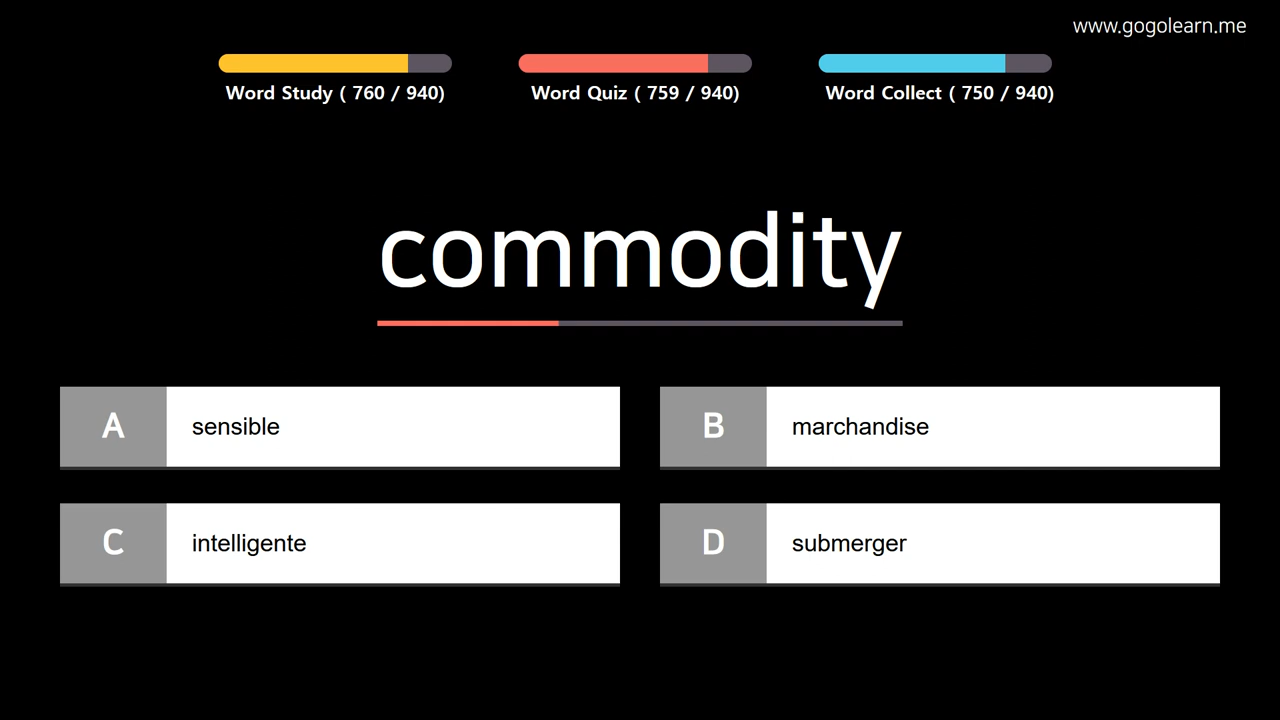 www.gogolearn.me
Word Study ( 760 / 940)
Word Quiz ( 759 / 940)
Word Collect ( 750 / 940)
commodity
A
sensible
B
marchandise
C
intelligente
D
submerger